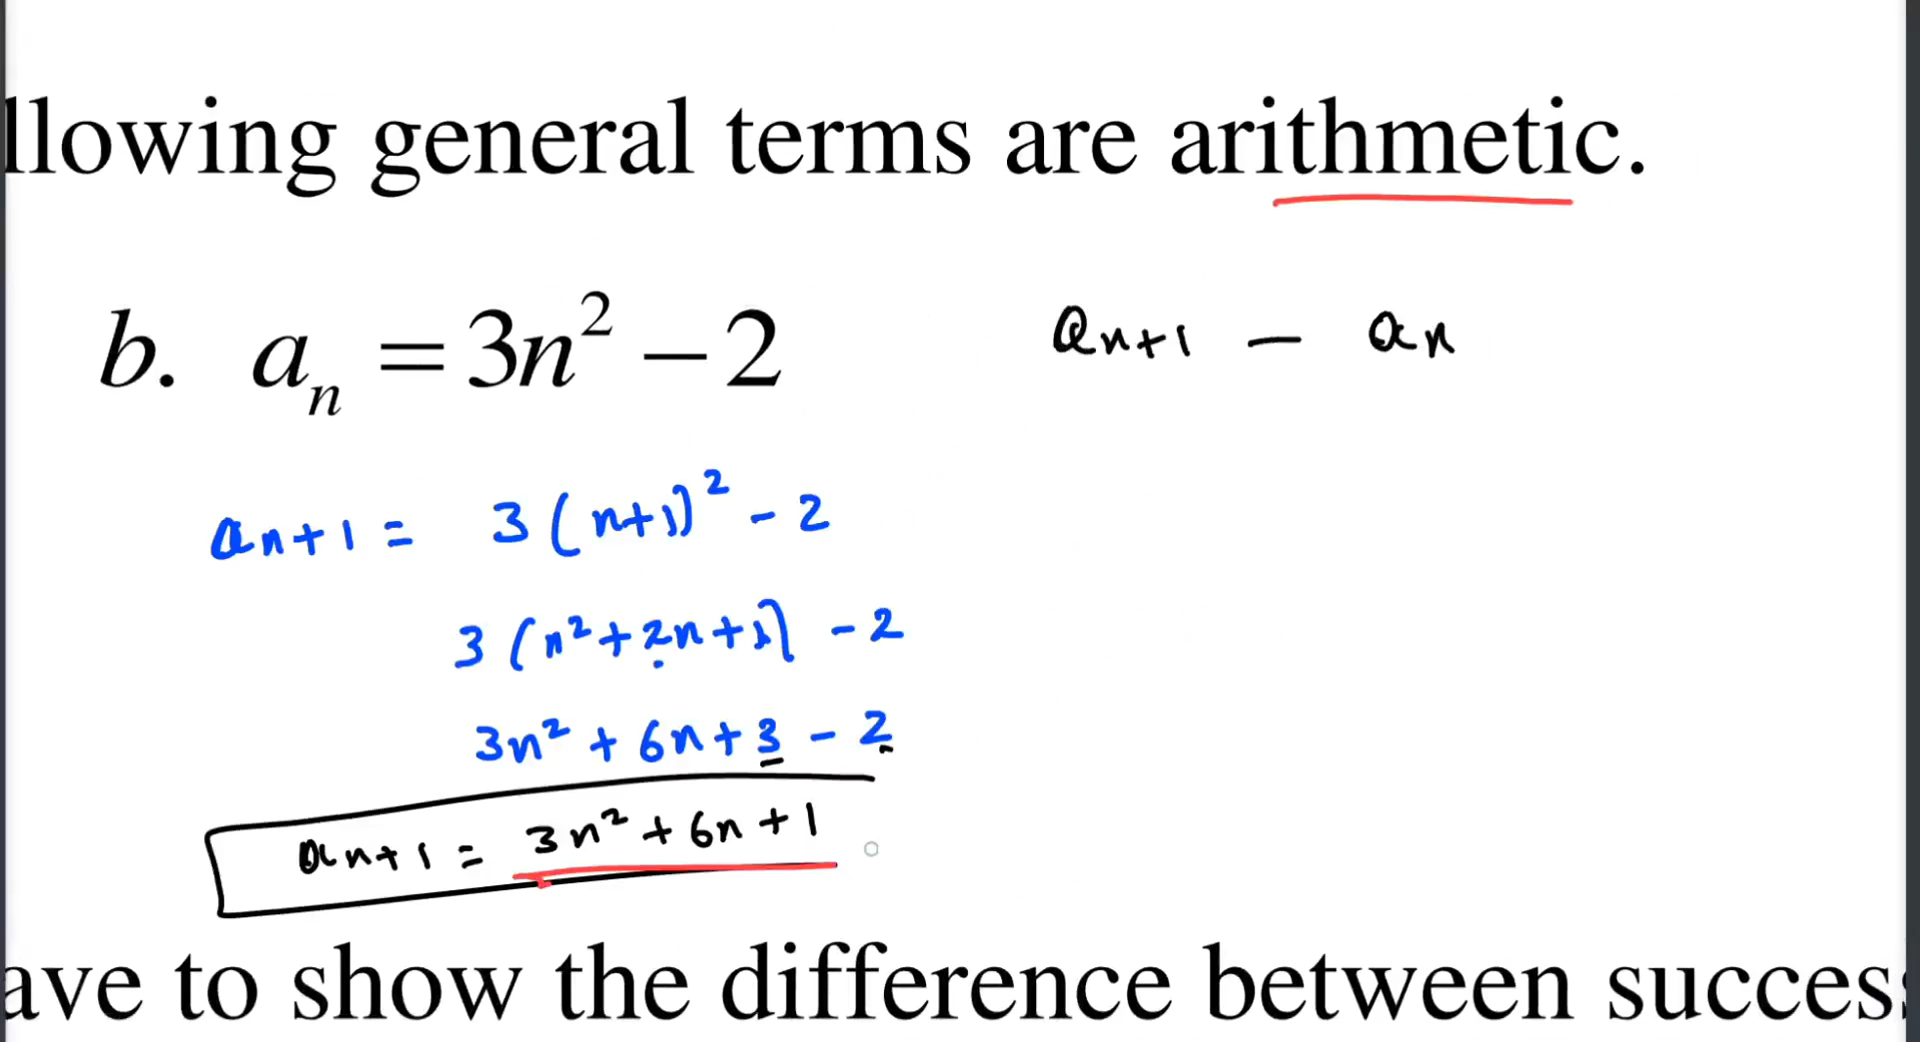 llowing general terms are arithmetic.
b. aₙ = 3n² – 2
an+1 – an
an+1 = 3(n+1)² - 2
3(n²+2n+1) - 2
3n² + 6n + 3 - 2
an+1 = 3n² + 6n + 1
ave to show the difference between succes